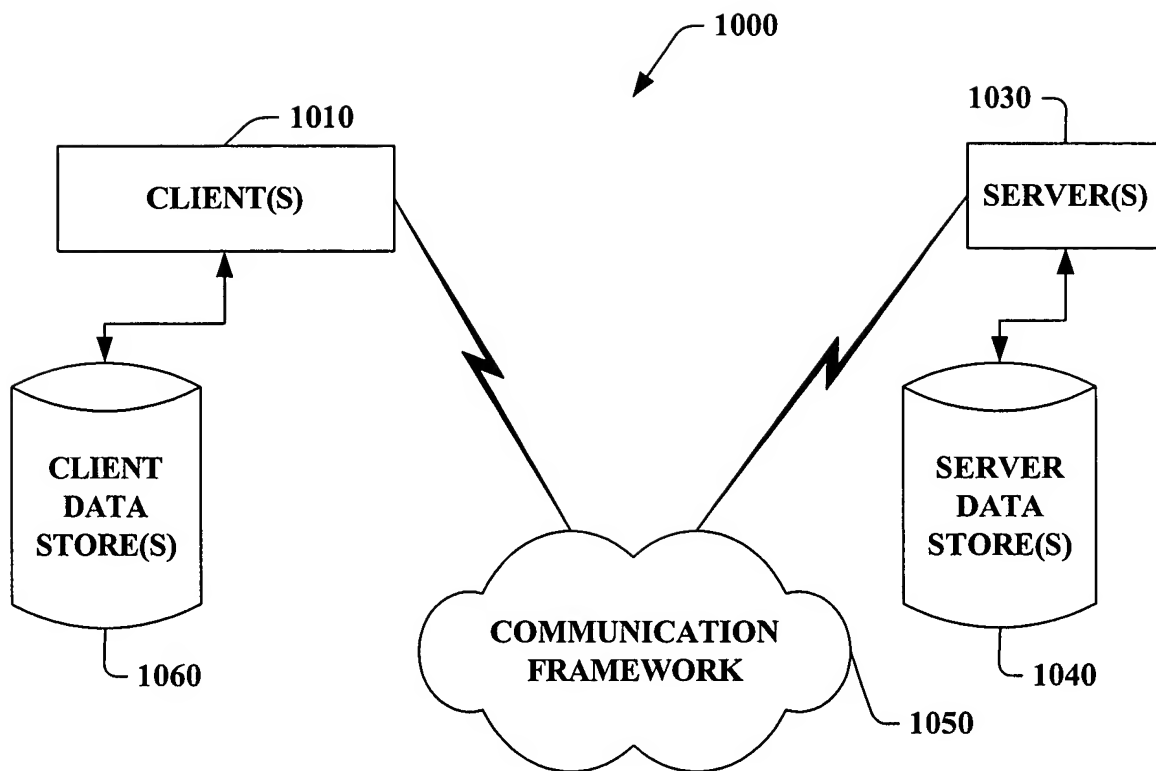 1000
1010
1030
CLIENT(S)
SERVER(S)
CLIENT
DATA
STORE(S)
SERVER
DATA
STORE(S)
COMMUNICATION
FRAMEWORK
1060
1040
1050